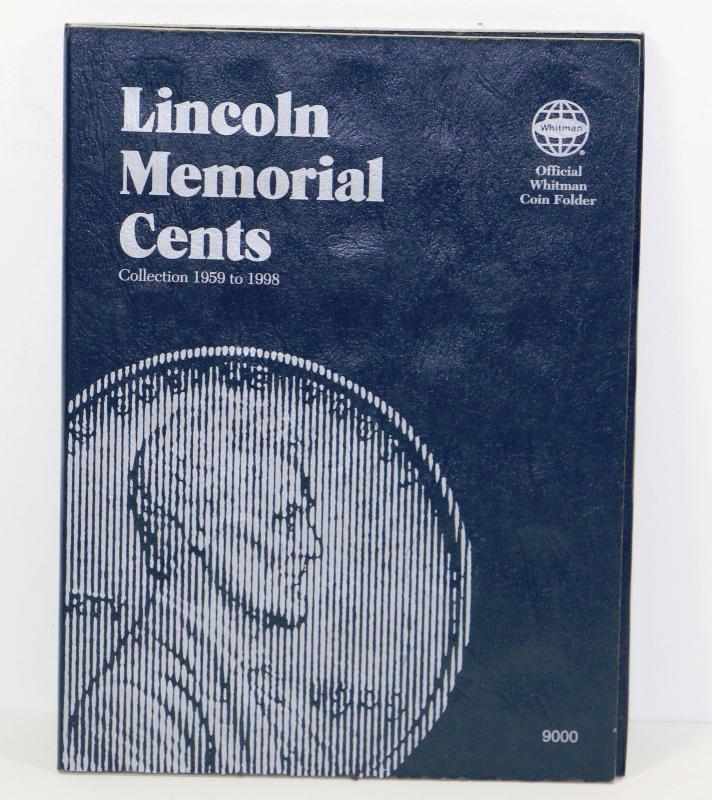 Lincoln
Memorial
Cents
Collection 1959 to 1998
Whitman
Official
Whitman
Coin Folder
9000